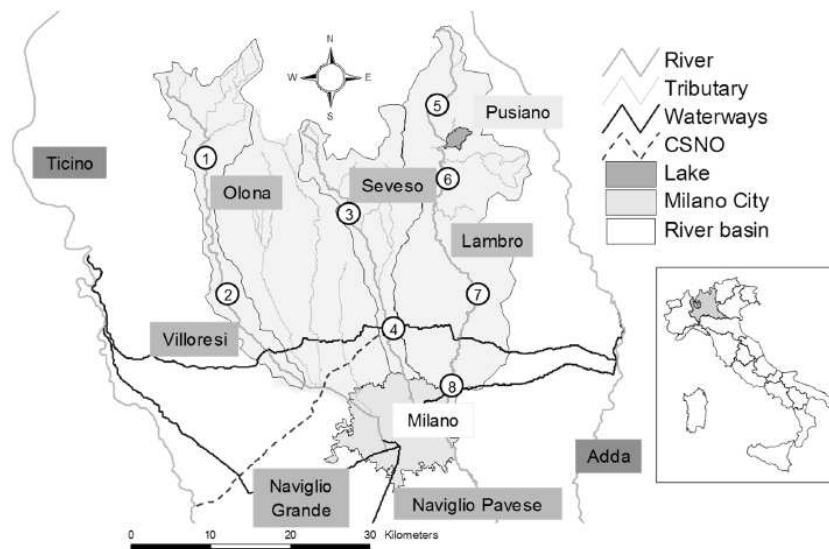 N
W E
S
River
Tributary
Waterways
CSNO
Lake
Milano City
River basin
Ticino
Olona
Seveso
Pusiano
Lambro
Villoresi
Milano
Adda
Naviglio
Grande
Naviglio Pavese
1
2
3
4
5
6
7
8
0 10 20 30 Kilometers